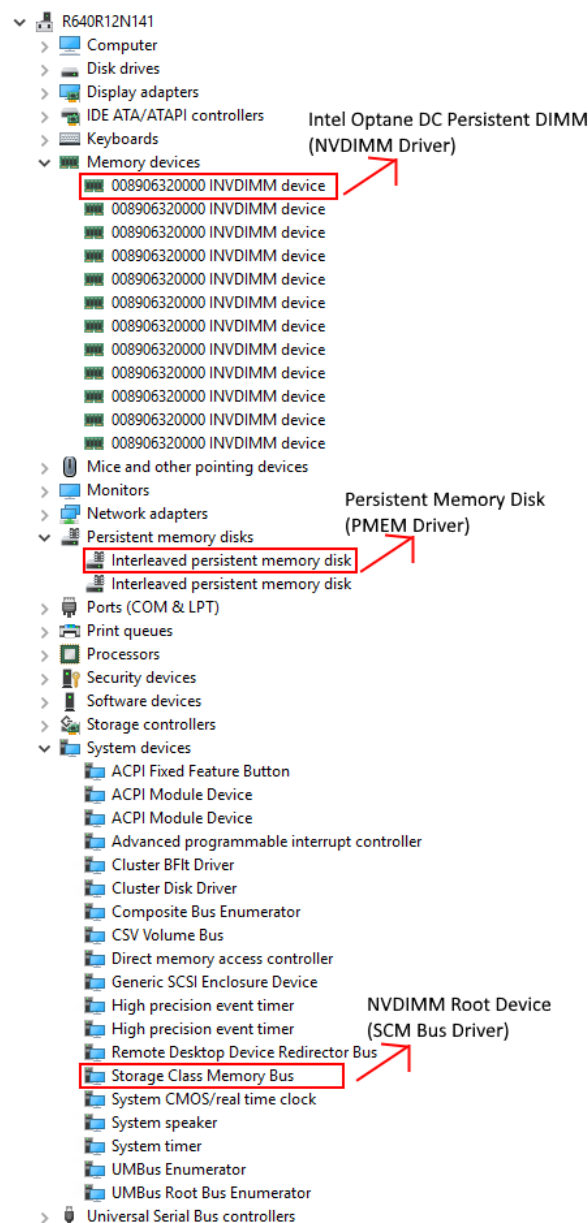 R640R12N141
Computer
Disk drives
Display adapters
IDE ATA/ATAPI controllers
Intel Optane DC Persistent DIMM
(NVDIMM Driver)
Keyboards
Memory devices
008906320000 INVDIMM device
008906320000 INVDIMM device
008906320000 INVDIMM device
008906320000 INVDIMM device
008906320000 INVDIMM device
008906320000 INVDIMM device
008906320000 INVDIMM device
008906320000 INVDIMM device
008906320000 INVDIMM device
008906320000 INVDIMM device
008906320000 INVDIMM device
008906320000 INVDIMM device
Mice and other pointing devices
Monitors
Persistent Memory Disk
(PMEM Driver)
Network adapters
Persistent memory disks
Interleaved persistent memory disk
Interleaved persistent memory disk
Ports (COM & LPT)
Print queues
Processors
Security devices
Software devices
Storage controllers
System devices
ACPI Fixed Feature Button
ACPI Module Device
ACPI Module Device
Advanced programmable interrupt controller
Cluster BFlt Driver
Cluster Disk Driver
Composite Bus Enumerator
CSV Volume Bus
Direct memory access controller
Generic SCSI Enclosure Device
High precision event timer
High precision event timer
NVDIMM Root Device
(SCM Bus Driver)
Remote Desktop Device Redirector Bus
Storage Class Memory Bus
System CMOS/real time clock
System speaker
System timer
UMBus Enumerator
UMBus Root Bus Enumerator
Universal Serial Bus controllers